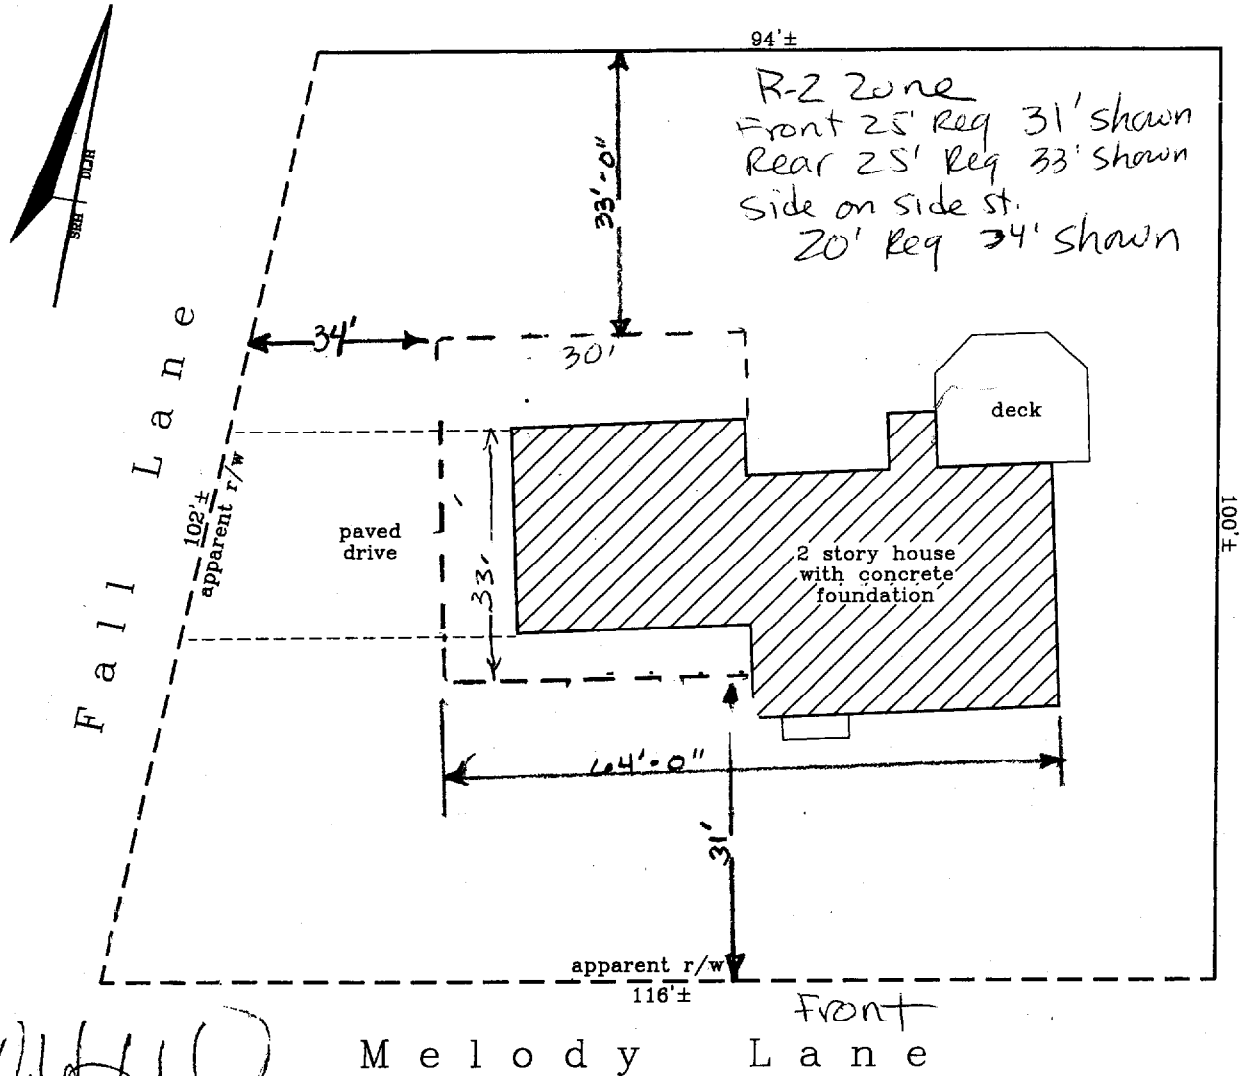 94'±
R-2 Zone
Front 25' Req 31' Shown
Rear 25' Req 33' Shown
Side on side st.
20' Req 34' Shown
33'-0"
34'
30'
deck
Fall Lane
102'±
apparent r/w
paved
drive
33'
2 story house
with concrete
foundation
100'±
64'-0"
31'
apparent r/w
116'±
Front
Melody Lane